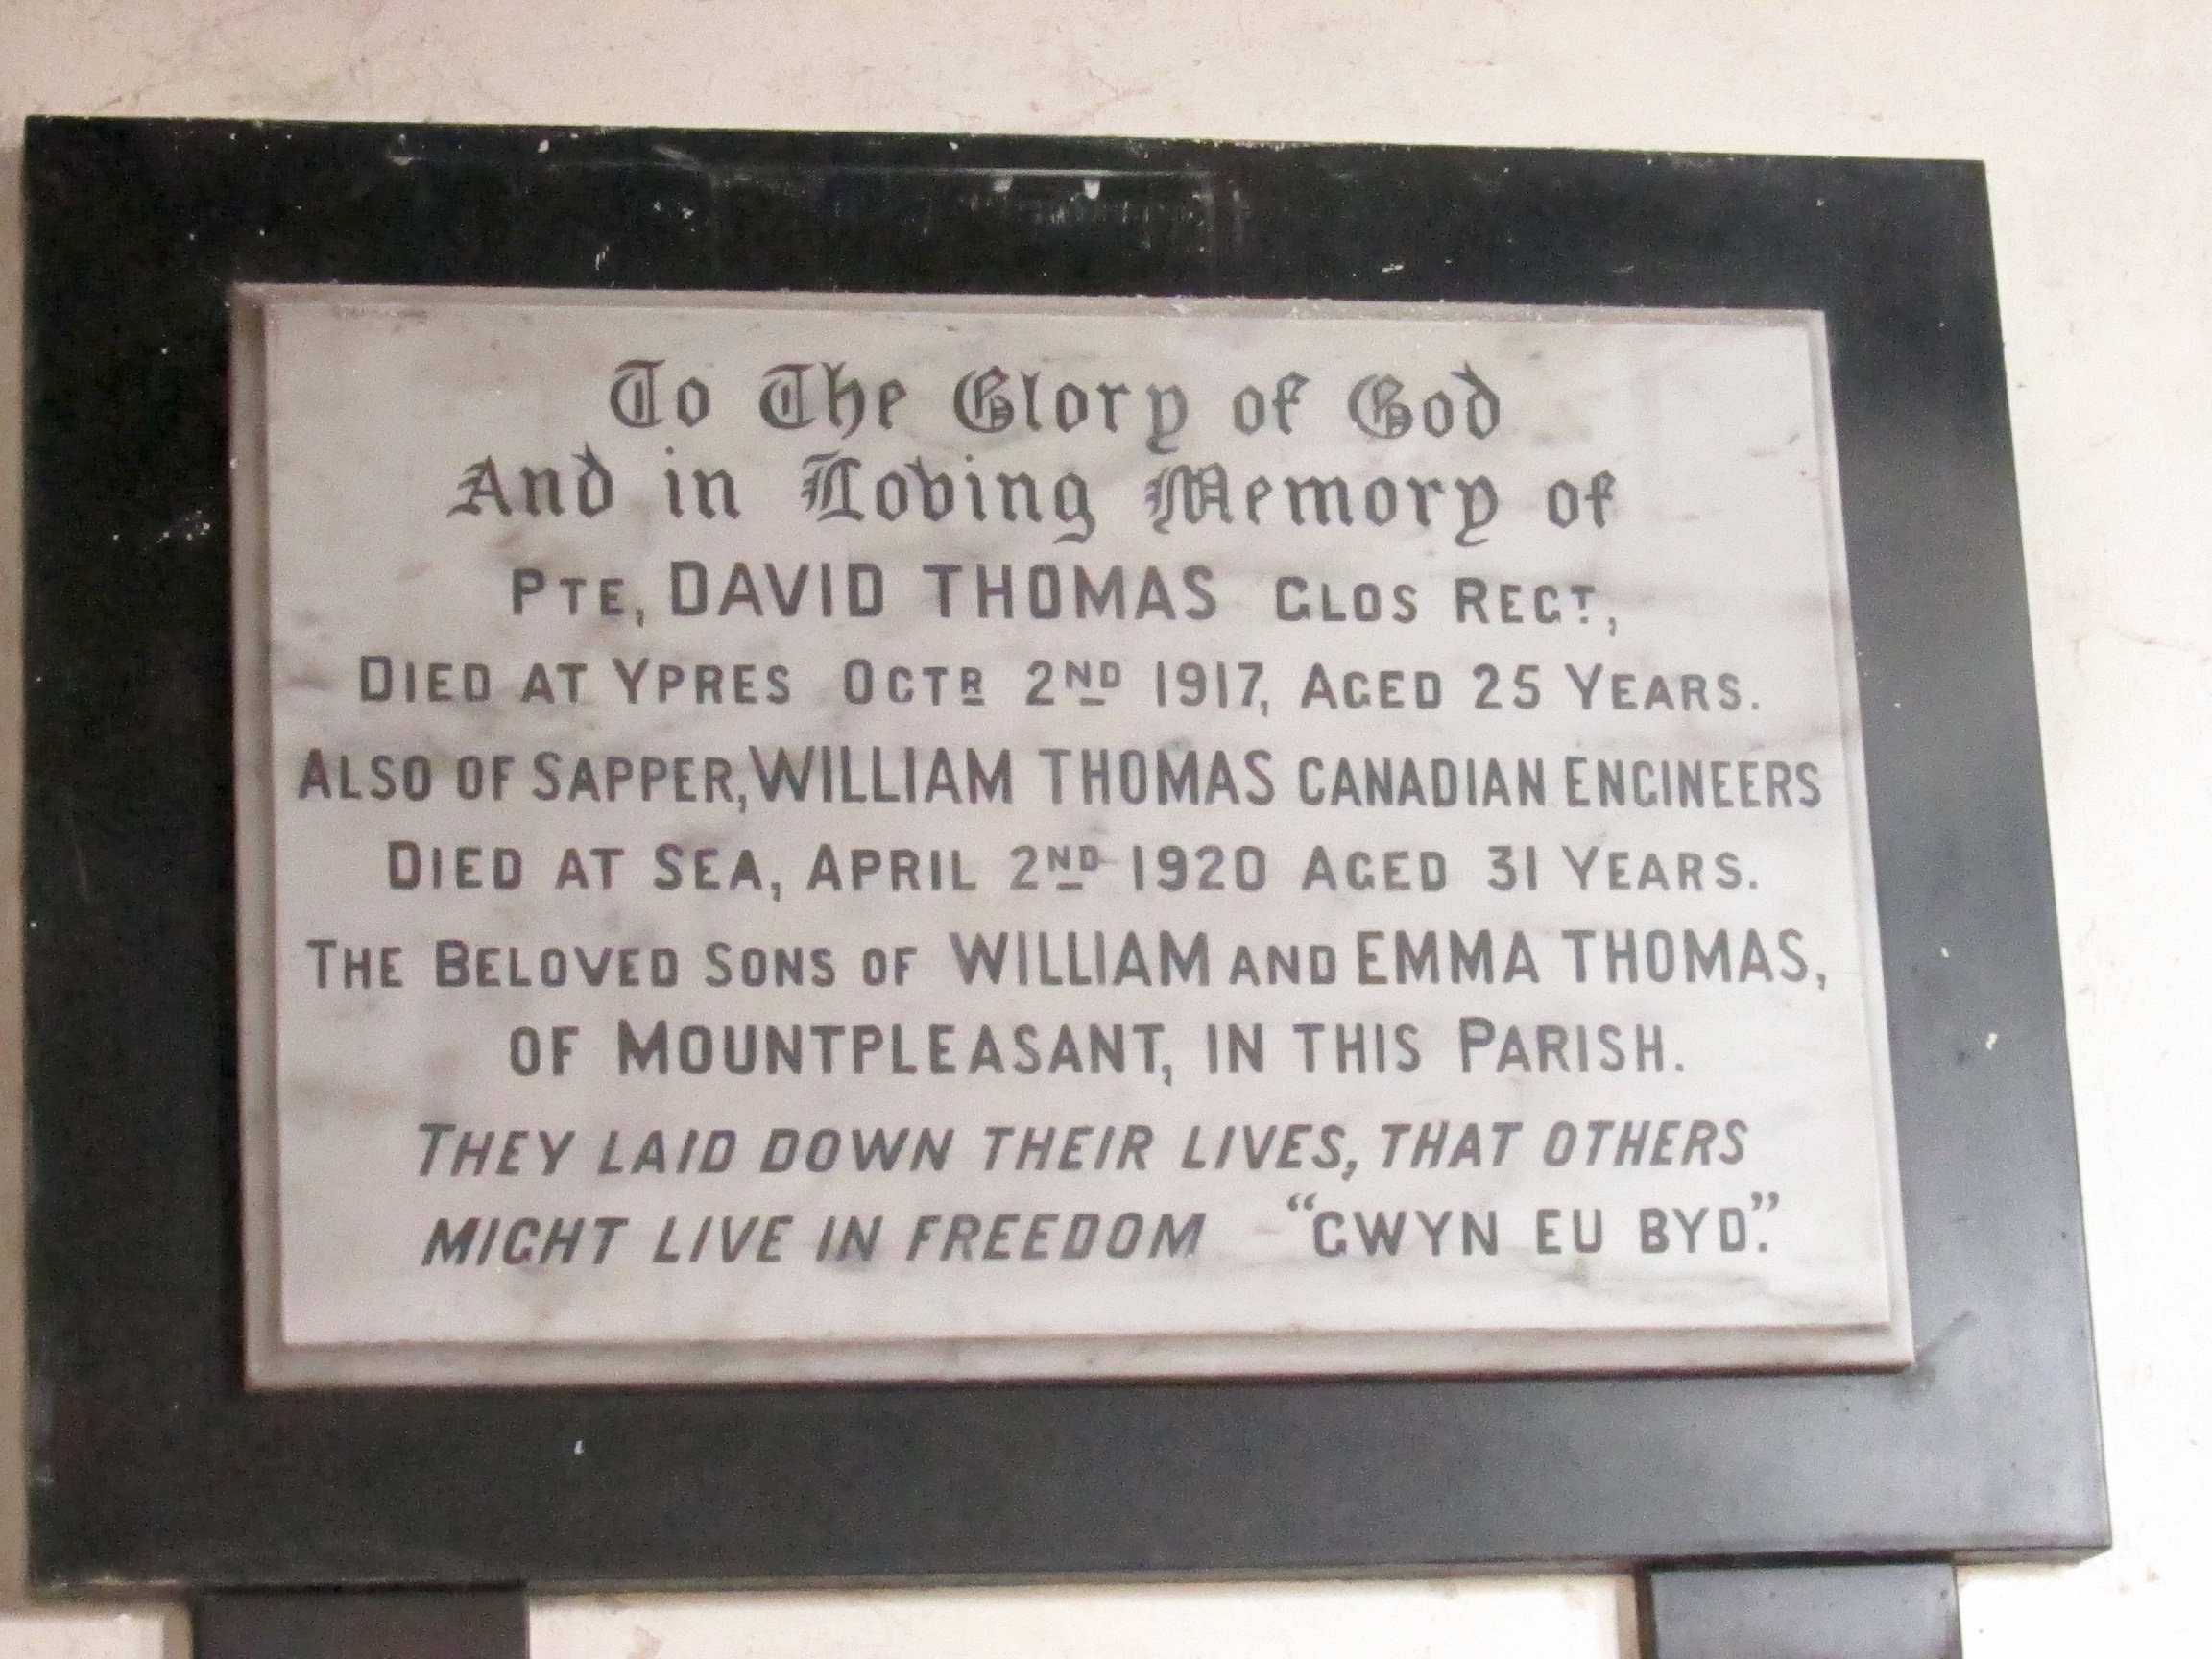 To The Glory of God
And in Loving Memory of
PTE, DAVID THOMAS GLOS REGT,
DIED AT YPRES OCTR 2ND 1917, AGED 25 YEARS.
ALSO OF SAPPER, WILLIAM THOMAS CANADIAN ENGINEERS
DIED AT SEA, APRIL 2ND 1920 AGED 31 YEARS.
THE BELOVED SONS OF WILLIAM AND EMMA THOMAS,
OF MOUNTPLEASANT, IN THIS PARISH.
THEY LAID DOWN THEIR LIVES, THAT OTHERS
MIGHT LIVE IN FREEDOM "GWYN EU BYD."